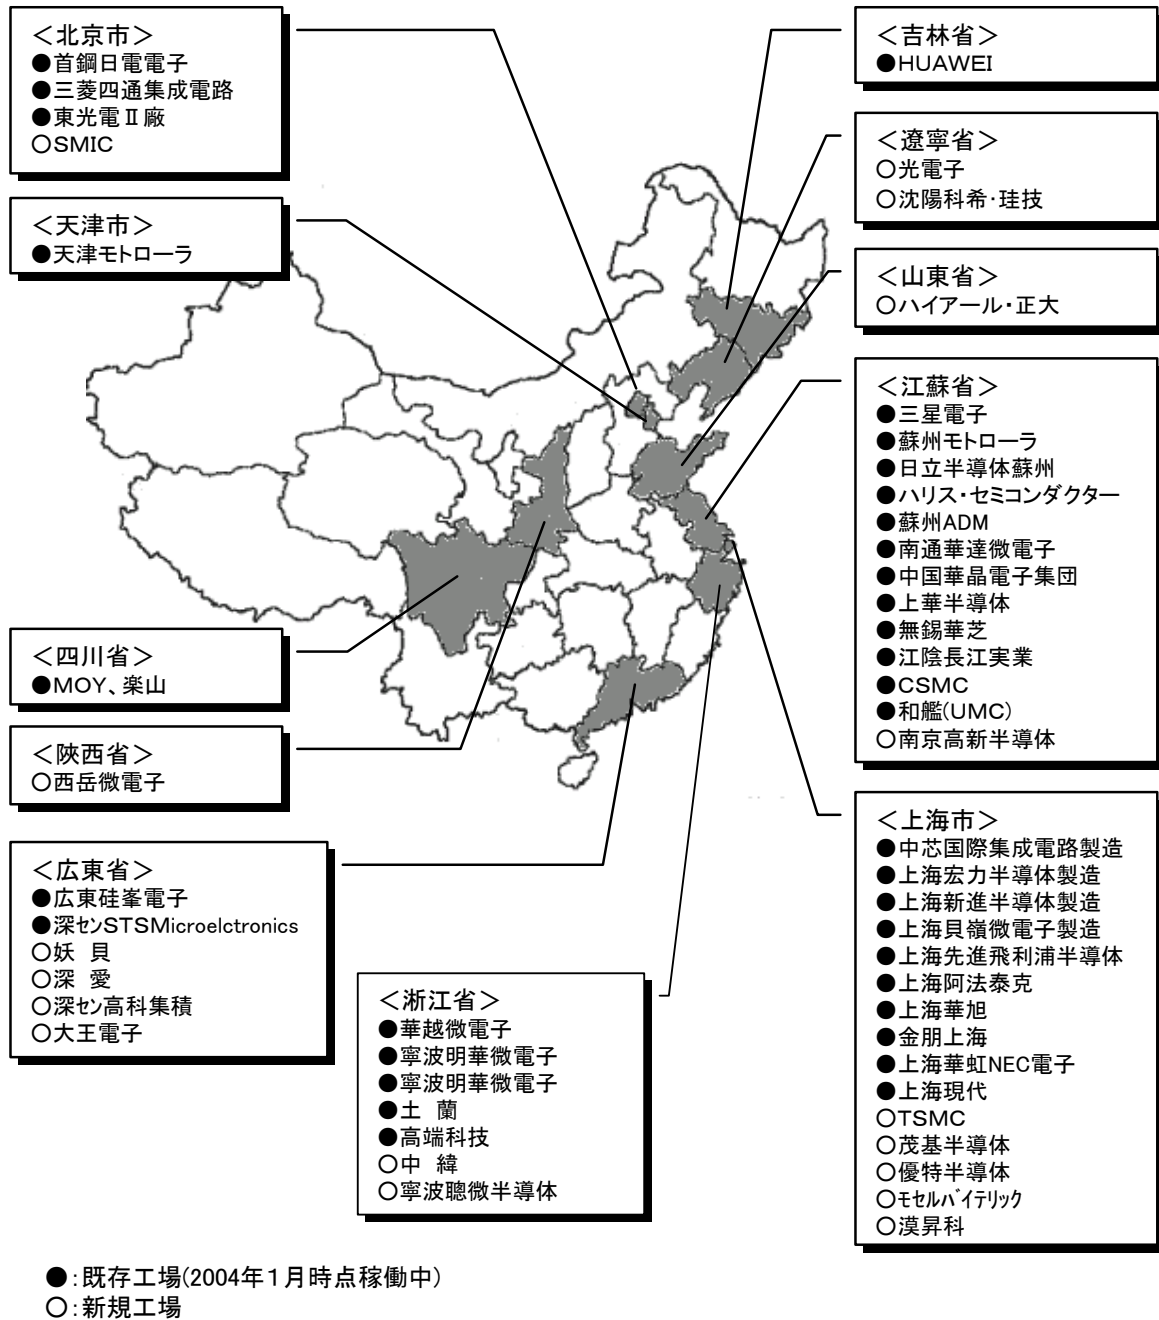 ＜北京市＞
●首鋼日電電子
●三菱四通集成電路
●東光電Ⅱ廠
○SMIC
＜天津市＞
●天津モトローラ
＜四川省＞
●MOY、楽山
＜陝西省＞
○西岳微電子
＜広東省＞
●広東硅峯電子
●深センSTSMicroelctronics
○妖 貝
○深 愛
○深セン高科集積
○大王電子
＜淅江省＞
●華越微電子
●寧波明華微電子
●寧波明華微電子
●土 蘭
●高端科技
○中 緯
○寧波聰微半導体
＜吉林省＞
●HUAWEI
＜遼寧省＞
○光電子
○沈陽科希･珪技
＜山東省＞
○ハイアール・正大
＜江蘇省＞
●三星電子
●蘇州モトローラ
●日立半導体蘇州
●ハリス・セミコンダクター
●蘇州ADM
●南通華達微電子
●中国華晶電子集団
●上華半導体
●無錫華芝
●江陰長江実業
●CSMC
●和艦(UMC)
○南京高新半導体
＜上海市＞
●中芯国際集成電路製造
●上海宏力半導体製造
●上海新進半導体製造
●上海貝嶺微電子製造
●上海先進飛利浦半導体
●上海阿法泰克
●上海華旭
●金朋上海
●上海華虹NEC電子
●上海現代
○TSMC
○茂基半導体
○優特半導体
○ﾓｾﾙﾊﾞｲﾃﾘｯｸ
○漠昇科
●：既存工場(2004年１月時点稼働中)
○：新規工場